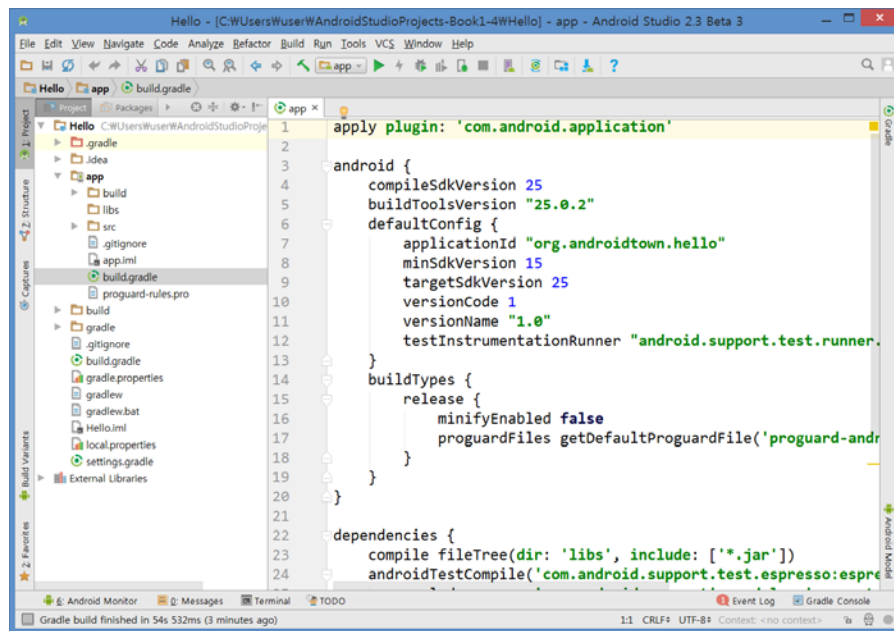 Hello - [C:₩Users₩user₩AndroidStudioProjects-Book1-4₩Hello] - app - Android Studio 2.3 Beta 3
File Edit View Navigate Code Analyze Refactor Build Run Tools VCS Window Help
app
Hello app build.gradle
Project Packages
app
1: Project
2: Structure
Captures
Build Variants
2: Favorites
Hello C:₩Users₩user₩AndroidStudioProje
.gradle
.idea
app
build
libs
src
.gitignore
app.iml
build.gradle
proguard-rules.pro
build
gradle
.gitignore
build.gradle
gradle.properties
gradlew
gradlew.bat
Hello.iml
local.properties
settings.gradle
External Libraries
1 apply plugin: 'com.android.application'
2
3 android {
4 compileSdkVersion 25
5 buildToolsVersion "25.0.2"
6 defaultConfig {
7 applicationId "org.androidtown.hello"
8 minSdkVersion 15
9 targetSdkVersion 25
10 versionCode 1
11 versionName "1.0"
12 testInstrumentationRunner "android.support.test.runner.
13 }
14 buildTypes {
15 release {
16 minifyEnabled false
17 proguardFiles getDefaultProguardFile('proguard-andr
18 }
19 }
20 }
21
22 dependencies {
23 compile fileTree(dir: 'libs', include: ['*.jar'])
24 androidTestCompile('com.android.support.test.espresso:espre
Gradle
Android Model
6: Android Monitor 0: Messages Terminal TODO
1 Event Log Gradle Console
Gradle build finished in 54s 532ms (3 minutes ago)
1:1 CRLF UTF-8 Context: <no context>